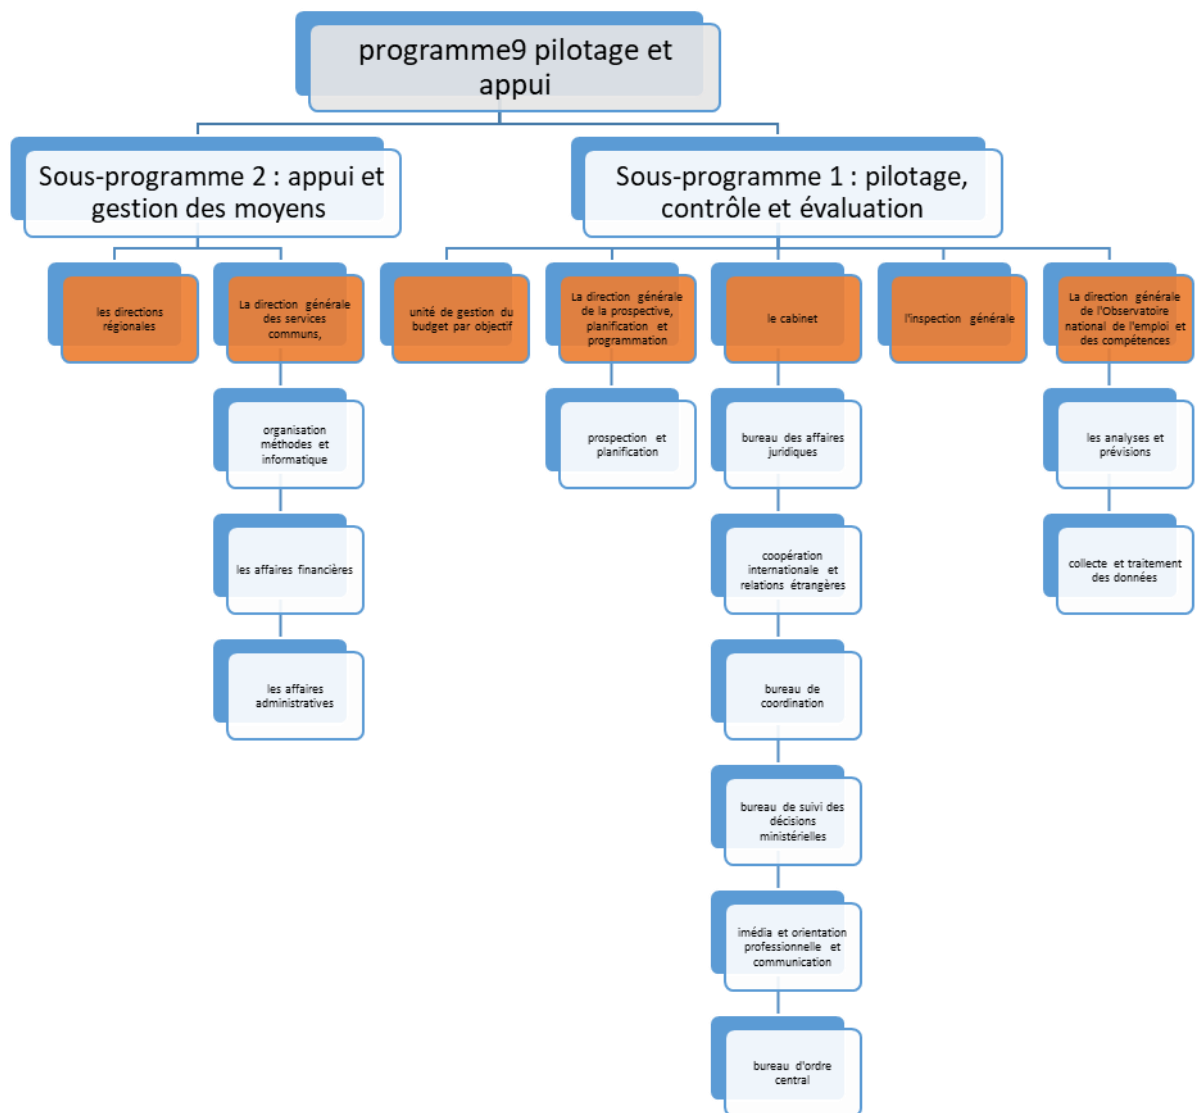 programme9 pilotage et
appui
Sous-programme 2 : appui et
gestion des moyens
Sous-programme 1 : pilotage,
contrôle et évaluation
les directions
régionales
La direction générale
des services
communs,
unité de gestion du
budget par objectif
La direction générale
de la prospective,
planification et
programmation
le cabinet
l'inspection générale
La direction générale
de l'Observatoire
national de l'emploi et
des compétences
organisation
méthodes et
informatique
les affaires financières
les affaires
administratives
prospection et
planification
bureau des affaires
juridiques
coopération
internationale et
relations étrangères
bureau de
coordination
bureau de suivi des
décisions
ministérielles
imédia et orientation
professionnelle et
communication
bureau d'ordre
central
les analyses et
prévisions
collecte et traitement
des données